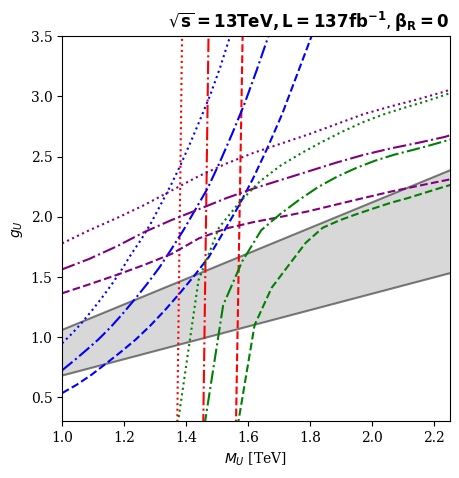 √s = 13TeV, L = 137fb⁻¹, β_R = 0
3.5
3.0
2.5
2.0
1.5
1.0
0.5
g_U
1.0 1.2 1.4 1.6 1.8 2.0 2.2
M_U [TeV]